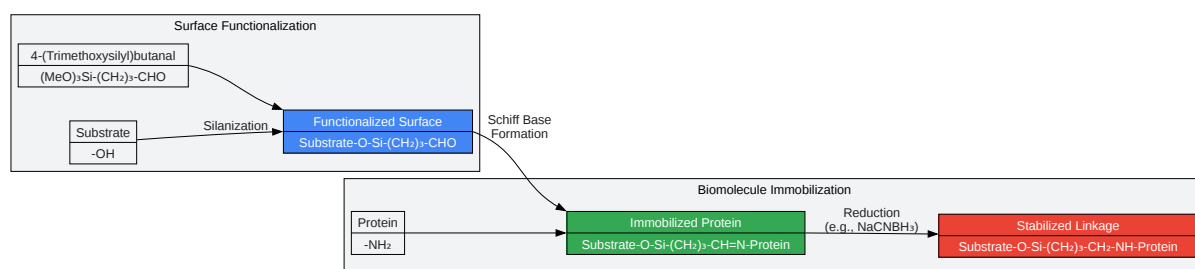 Surface Functionalization
4-(Trimethoxysilyl)butanal
(MeO)₃Si-(CH₂)₃-CHO
Substrate
-OH
Silanization
Functionalized Surface
Substrate-O-Si-(CH₂)₃-CHO
Schiff Base
Formation
Biomolecule Immobilization
Protein
-NH₂
Immobilized Protein
Substrate-O-Si-(CH₂)₃-CH=N-Protein
Reduction
(e.g., NaCNBH₃)
Stabilized Linkage
Substrate-O-Si-(CH₂)₃-CH₂-NH-Protein